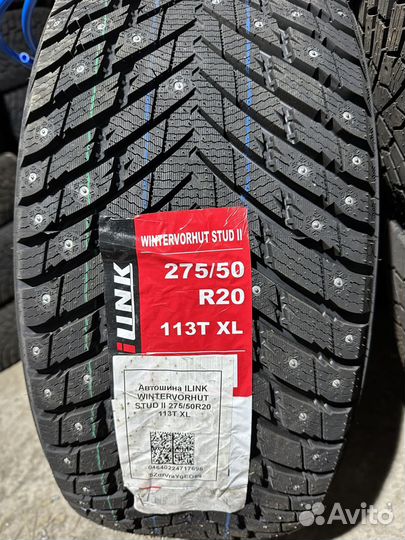 WINTERVORHUT STUD II
iLINK
275/50
R20
113T XL
Автошина ILINK
WINTERVORHUT
STUD II 275/50R20
113T XL
Avito